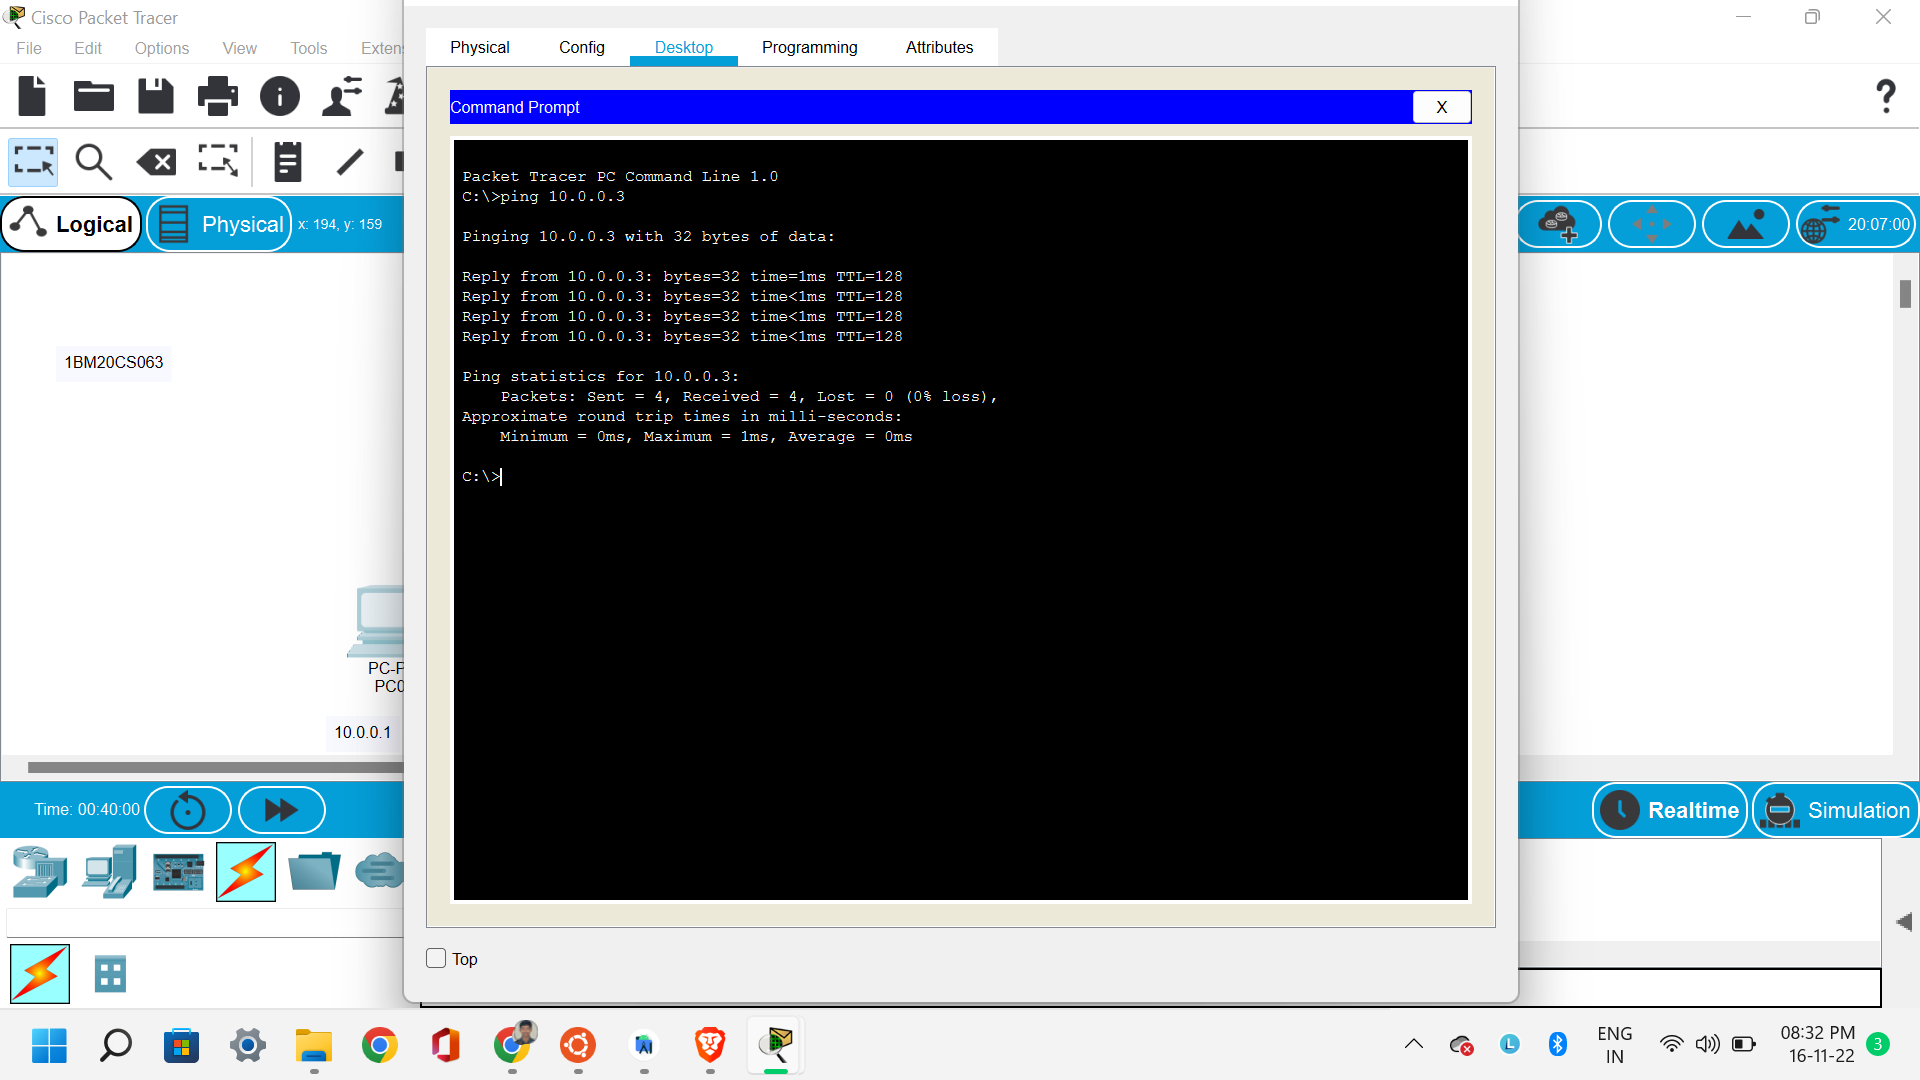 Cisco Packet Tracer
File Edit Options View Tools Exten
Physical Config Desktop Programming Attributes
Command Prompt
X
Packet Tracer PC Command Line 1.0
C:\>ping 10.0.0.3
Pinging 10.0.0.3 with 32 bytes of data:
Reply from 10.0.0.3: bytes=32 time=1ms TTL=128
Reply from 10.0.0.3: bytes=32 time<1ms TTL=128
Reply from 10.0.0.3: bytes=32 time<1ms TTL=128
Reply from 10.0.0.3: bytes=32 time<1ms TTL=128
Ping statistics for 10.0.0.3:
Packets: Sent = 4, Received = 4, Lost = 0 (0% loss),
Approximate round trip times in milli-seconds:
Minimum = 0ms, Maximum = 1ms, Average = 0ms
C:\>
Top
Logical Physical x: 194, y: 159
20:07:00
1BM20CS063
PC-P
PC0
10.0.0.1
Time: 00:40:00
Realtime Simulation
ENG
IN
08:32 PM
16-11-22
3